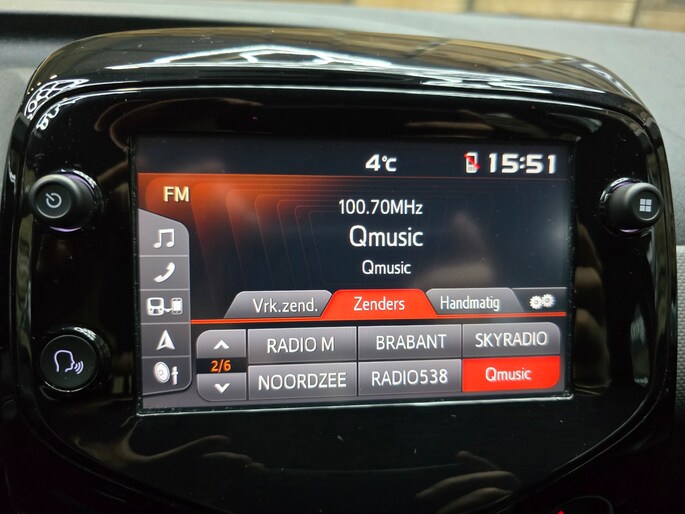 4°C
15:51
FM
100.70MHz
Qmusic
Qmusic
Vrk.zend. Zenders Handmatig
RADIO M BRABANT SKYRADIO
2/6
NOORDZEE RADIO538 Qmusic